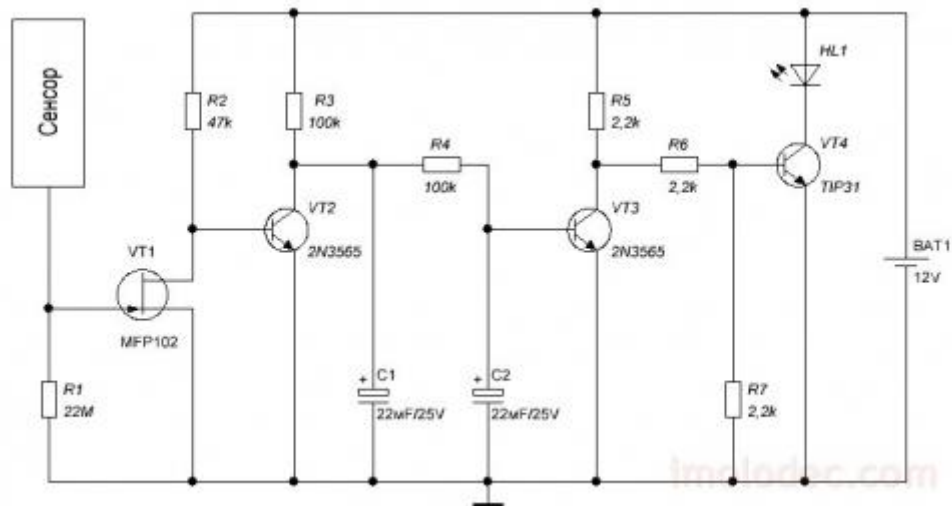 Сенсор
R2
47k
R3
100k
R4
100k
R5
2,2k
R6
2,2k
HL1
VT4
TIP31
VT2
2N3565
VT3
2N3565
VT1
MFP102
BAT1
12V
R1
22M
+ C1
22мF/25V
+ C2
22мF/25V
R7
2,2k
imolodec.com